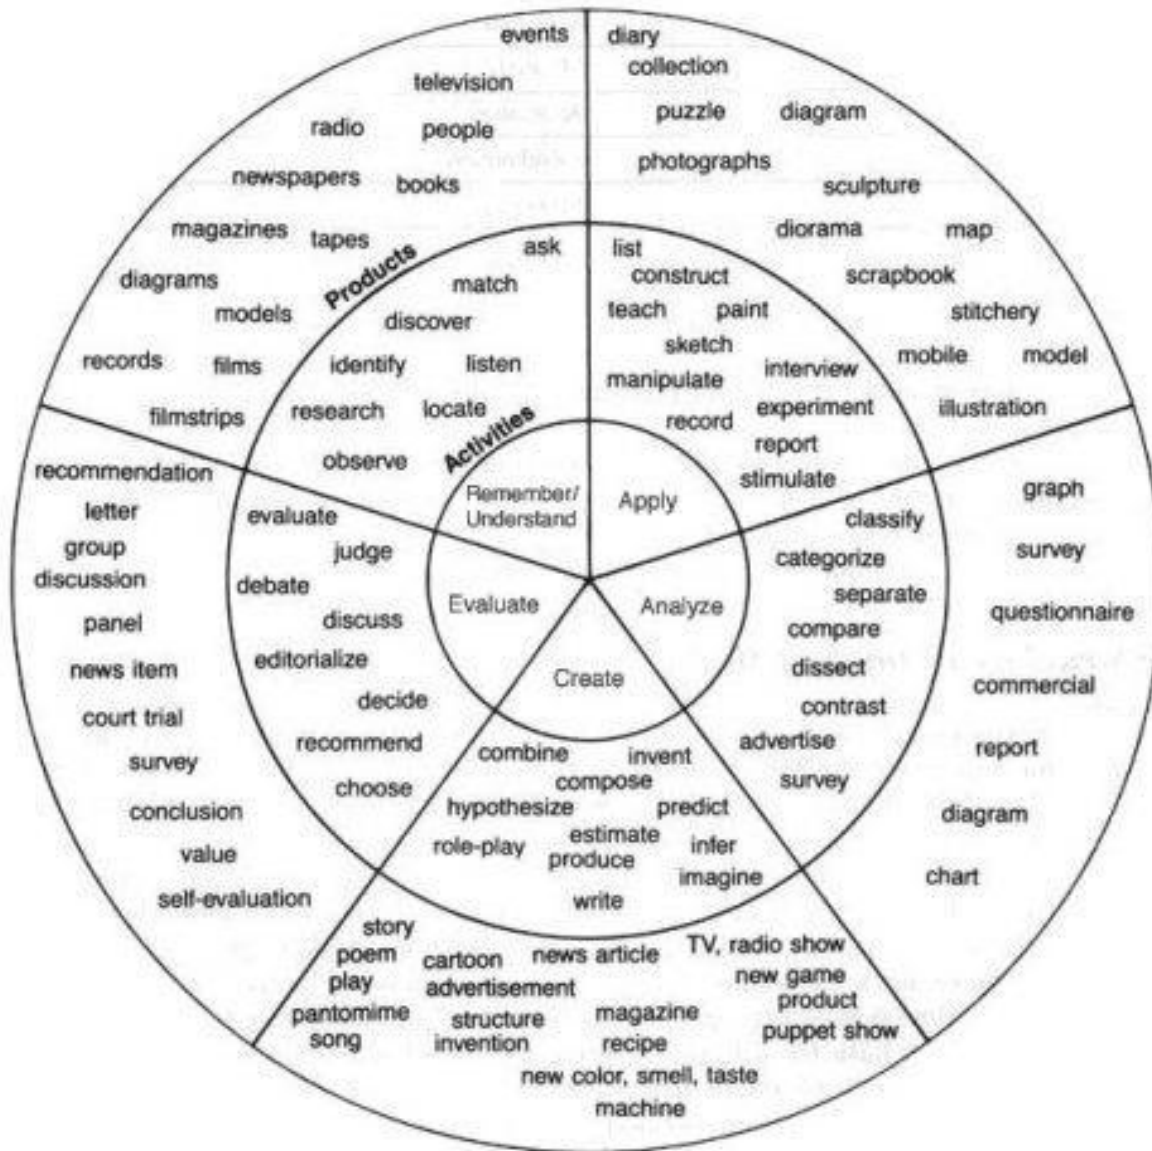 events
television
radio people
newspapers books
magazines tapes
diagrams
models
records films
filmstrips
diary
collection
puzzle diagram
photographs
sculpture
diorama map
scrapbook
stitchery
mobile model
illustration
Products
ask
match
discover
identify listen
research locate
observe
Activities
list
construct
teach paint
sketch
manipulate interview
record experiment
report
stimulate
Remember/
Understand
Apply
Evaluate
Analyze
Create
recommendation
letter
group
discussion
panel
news item
court trial
survey
conclusion
value
self-evaluation
evaluate
judge
debate
discuss
editorialize
decide
recommend
choose
classify
categorize
separate
compare
dissect
contrast
advertise
survey
graph
survey
questionnaire
commercial
report
diagram
chart
combine invent
compose
hypothesize predict
role-play estimate infer
produce
imagine
write
story
poem
play
pantomime
song
cartoon news article
advertisement
structure magazine
invention recipe
TV, radio show
new game
product
puppet show
new color, smell, taste
machine